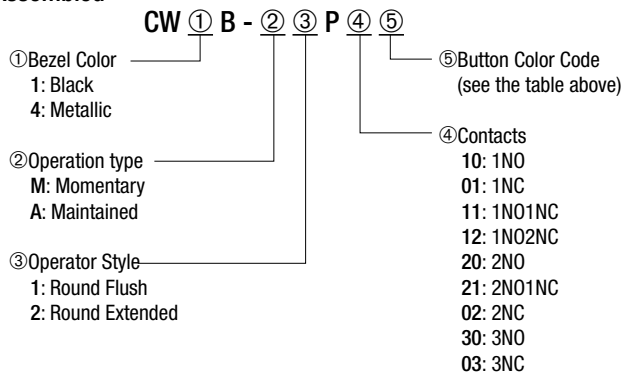 CW ① B - ② ③ P ④ ⑤
①Bezel Color
1: Black
4: Metallic
②Operation type
M: Momentary
A: Maintained
③Operator Style
1: Round Flush
2: Round Extended
⑤Button Color Code
(see the table above)
④Contacts
10: 1NO
01: 1NC
11: 1NO1NC
12: 1NO2NC
20: 2NO
21: 2NO1NC
02: 2NC
30: 3NO
03: 3NC